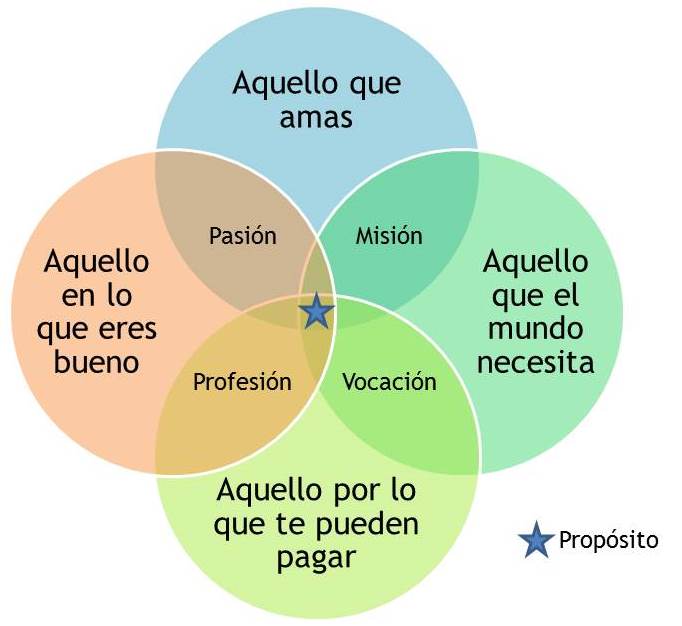 Aquello que
amas
Pasión
Misión
Aquello
en lo
que eres
bueno
Aquello
que el
mundo
necesita
Profesión
Vocación
Aquello por lo
que te pueden
pagar
Propósito